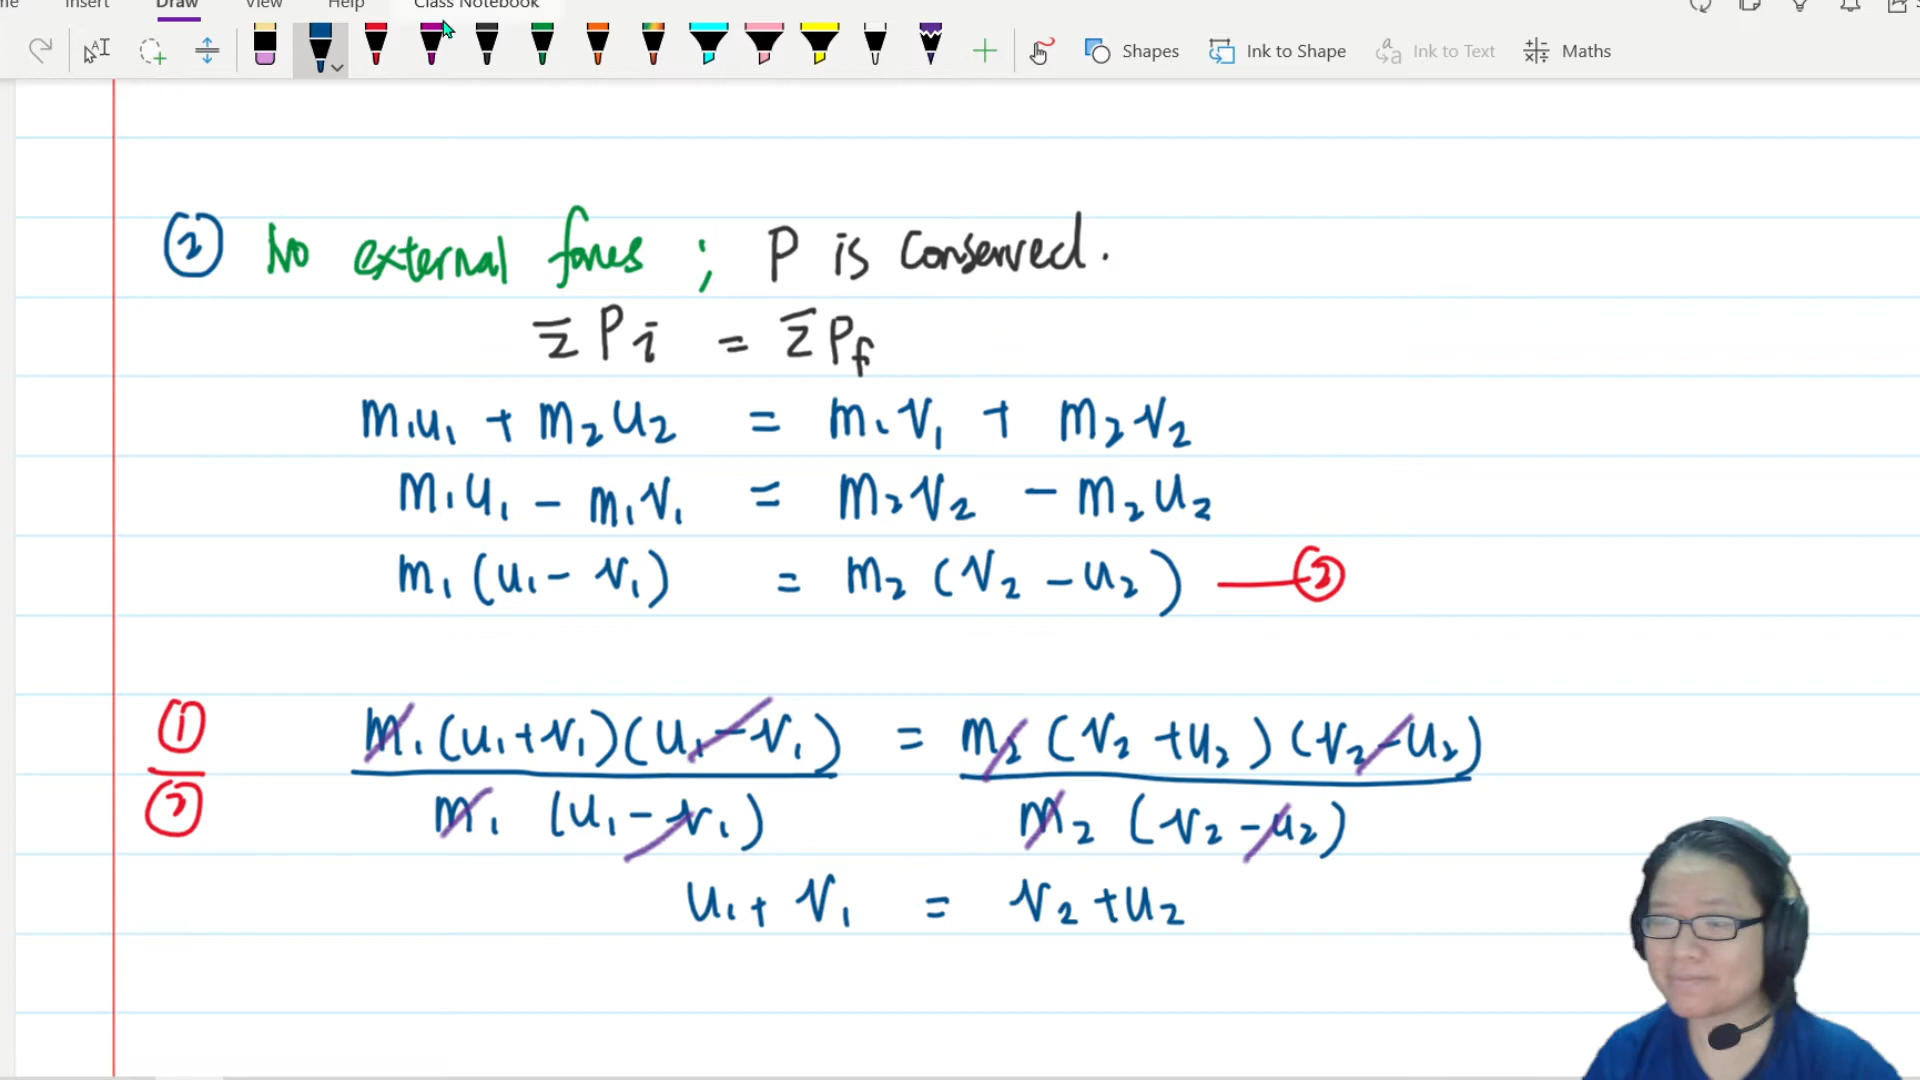 Insert Draw View Help Class Notebook
Shapes Ink to Shape Ink to Text Maths
② No external forces ; P is conserved.
Σ Pi = Σ Pf
m₁u₁ + m₂u₂ = m₁v₁ + m₂v₂
m₁u₁ - m₁v₁ = m₂v₂ - m₂u₂
m₁(u₁ - v₁) = m₂(v₂ - u₂) — ②
①/② m₁(u₁+v₁)(u₁-v₁) / m₁(u₁-v₁) = m₂(v₂+u₂)(v₂-u₂) / m₂(v₂-u₂)
u₁ + v₁ = v₂ + u₂